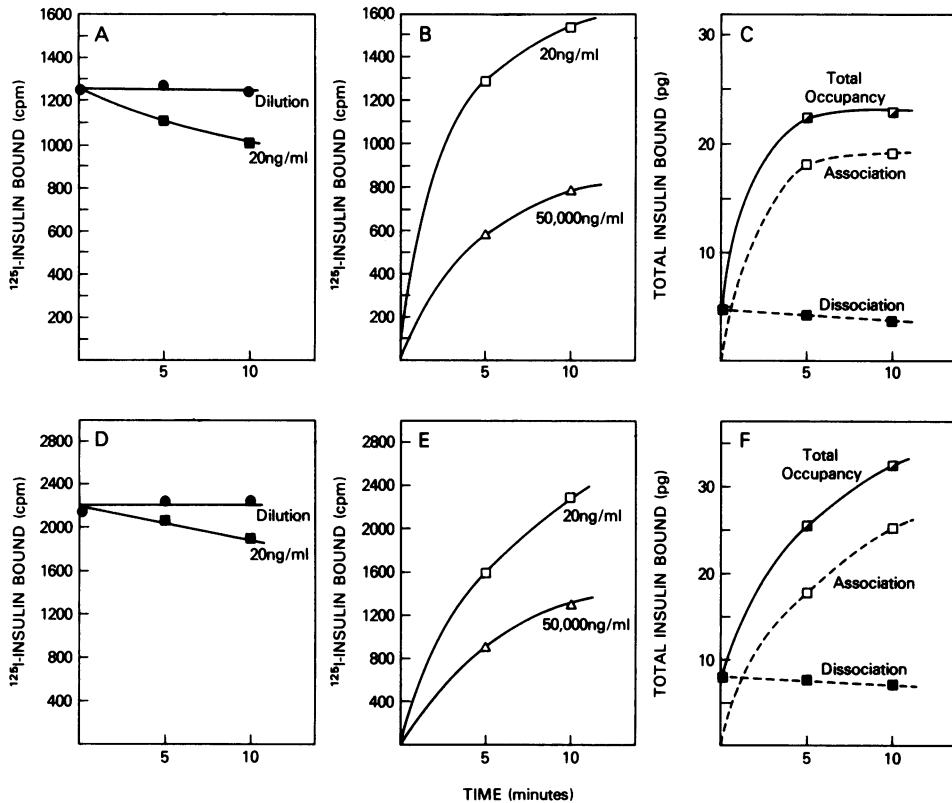 A
¹²⁵I-INSULIN BOUND (cpm)
1600
1400
1200
1000
800
600
400
200
Dilution
20ng/ml
5
10
B
¹²⁵I-INSULIN BOUND (cpm)
1600
1400
1200
1000
800
600
400
200
20ng/ml
50,000ng/ml
5
10
C
TOTAL INSULIN BOUND (pg)
30
20
10
Total
Occupancy
Association
Dissociation
5
10
D
¹²⁵I-INSULIN BOUND (cpm)
2800
2400
2200
2000
1600
1200
800
400
Dilution
20ng/ml
5
10
E
¹²⁵I-INSULIN BOUND (cpm)
2800
2400
2000
1600
1200
800
400
20ng/ml
50,000ng/ml
5
10
F
TOTAL INSULIN BOUND (pg)
30
20
10
Total
Occupancy
Association
Dissociation
5
10
TIME (minutes)